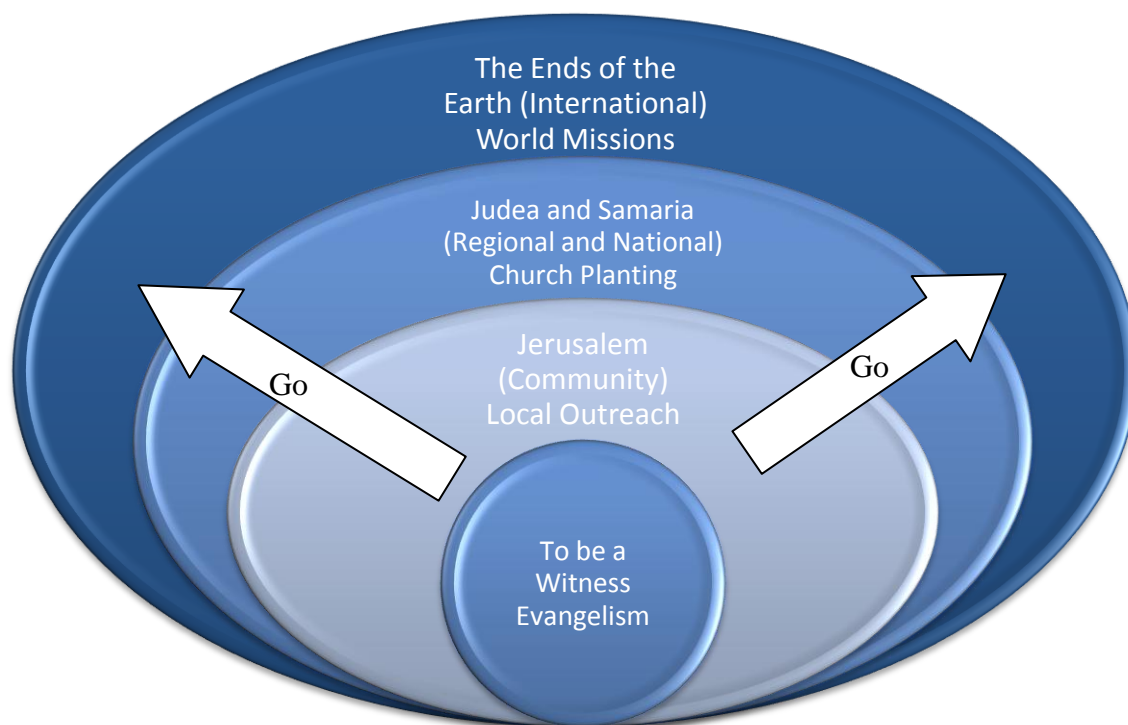 The Ends of the
Earth (International)
World Missions
Judea and Samaria
(Regional and National)
Church Planting
Jerusalem
(Community)
Local Outreach
Go
Go
To be a
Witness
Evangelism